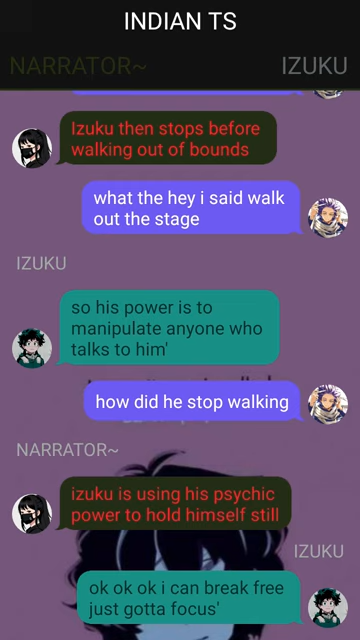 INDIAN TS
NARRATOR~
IZUKU
Izuku then stops before
walking out of bounds
what the hey i said walk
out the stage
IZUKU
so his power is to
manipulate anyone who
talks to him'
how did he stop walking
NARRATOR~
izuku is using his psychic
power to hold himself still
IZUKU
ok ok ok i can break free
just gotta focus'